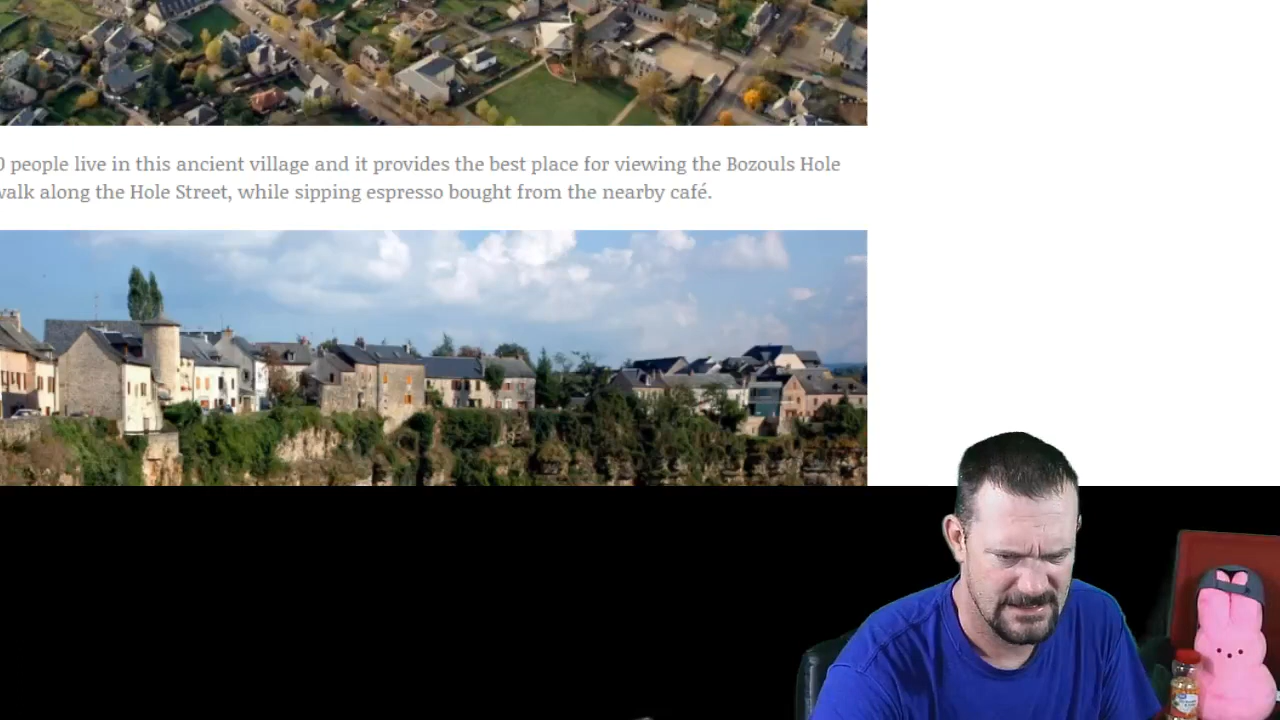 0 people live in this ancient village and it provides the best place for viewing the Bozouls Hole
walk along the Hole Street, while sipping espresso bought from the nearby café.